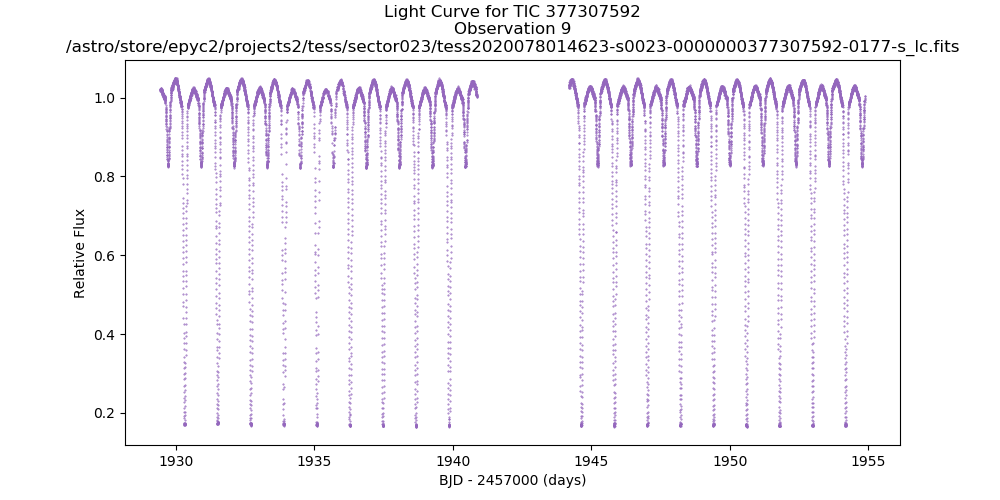 Light Curve for TIC 377307592
Observation 9
/astro/store/epyc2/projects2/tess/sector023/tess2020078014623-s0023-0000000377307592-0177-s_lc.fits
1.0
0.8
0.6
0.4
0.2
Relative Flux
1930 1935 1940 1945 1950 1955
BJD - 2457000 (days)